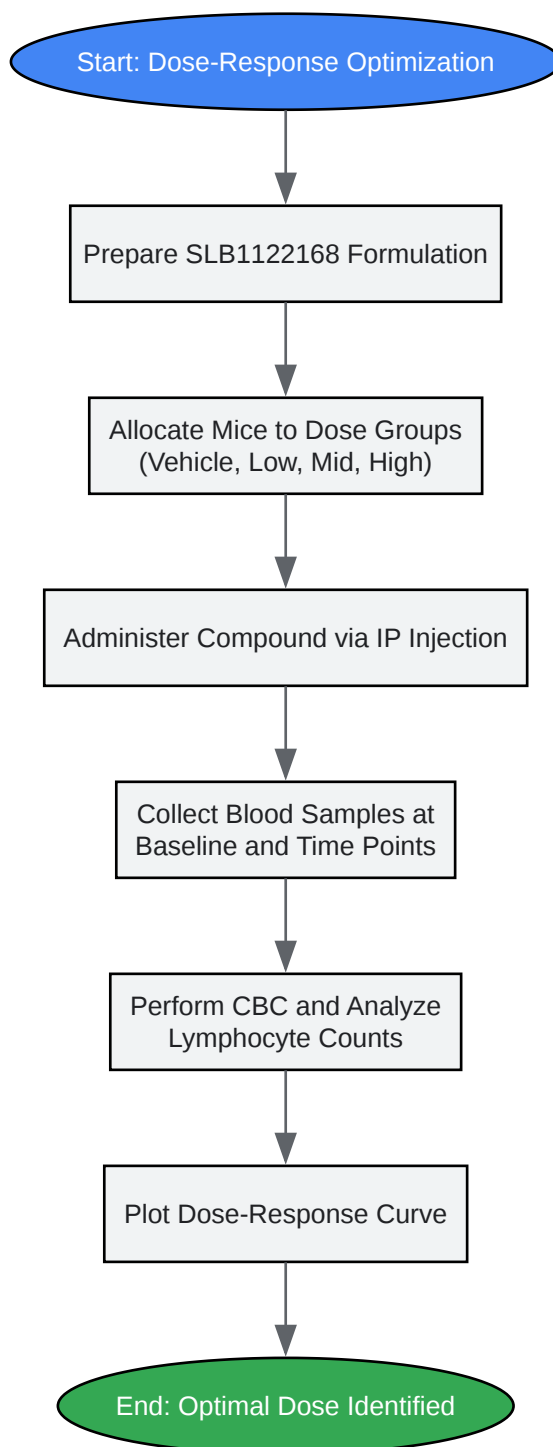 Start: Dose-Response Optimization
Prepare SLB1122168 Formulation
Allocate Mice to Dose Groups
(Vehicle, Low, Mid, High)
Administer Compound via IP Injection
Collect Blood Samples at
Baseline and Time Points
Perform CBC and Analyze
Lymphocyte Counts
Plot Dose-Response Curve
End: Optimal Dose Identified